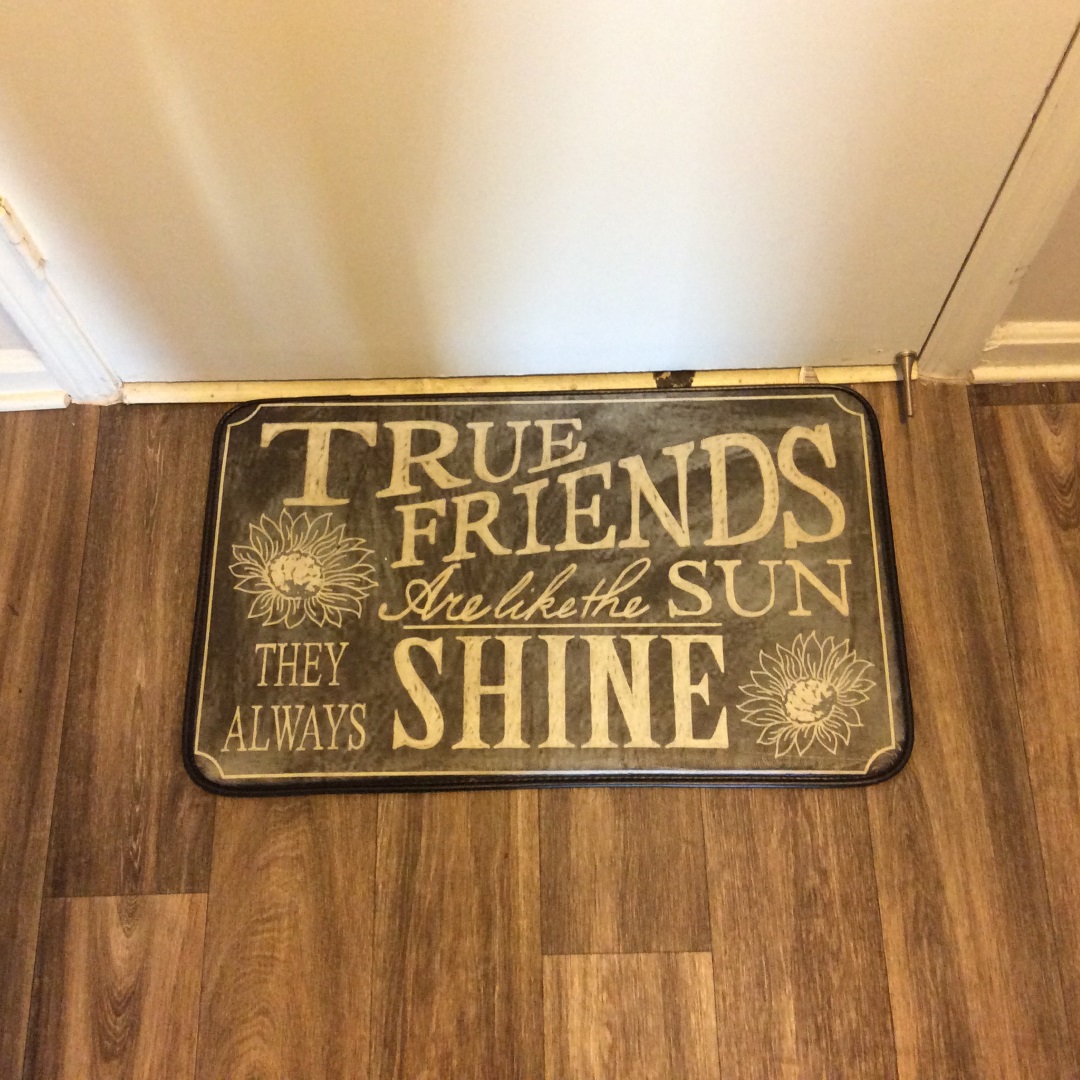 TRUE
FRIENDS
Are like the SUN
THEY
ALWAYS
SHINE